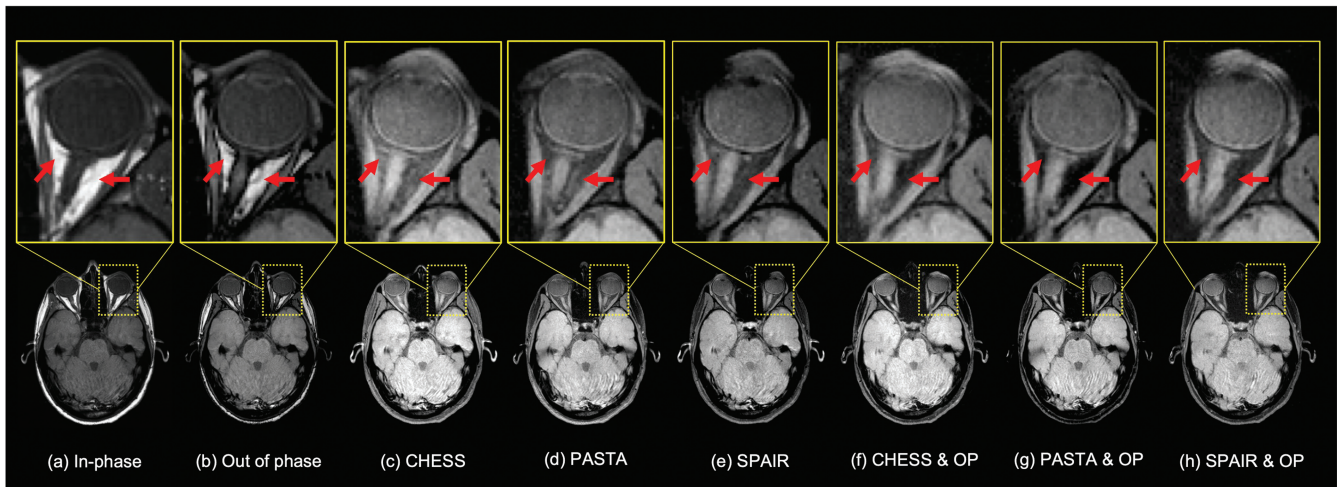 (a) In-phase
(b) Out of phase
(c) CHESS
(d) PASTA
(e) SPAIR
(f) CHESS & OP
(g) PASTA & OP
(h) SPAIR & OP